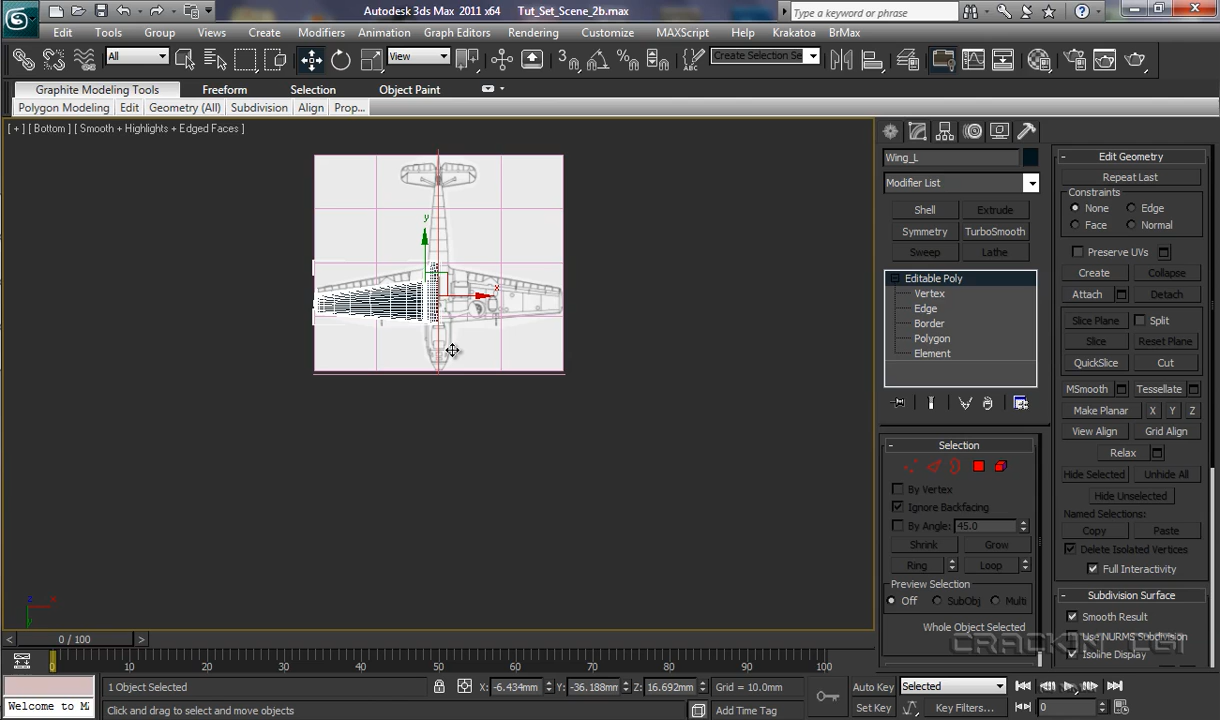 Autodesk 3ds Max 2011 x64 Tut_Set_Scene_2b.max
Type a keyword or phrase
Edit Tools Group Views Create Modifiers Animation Graph Editors Rendering Customize MAXScript Help Krakatoa BrMax
All View Create Selection Se
Graphite Modeling Tools Freeform Selection Object Paint
Polygon Modeling Edit Geometry (All) Subdivision Align Prop...
[ + ] [ Bottom ] [ Smooth + Highlights + Edged Faces ]
y
x
Wing_L
Modifier List
Shell Extrude
Symmetry TurboSmooth
Sweep Lathe
Editable Poly
Vertex
Edge
Border
Polygon
Element
- Selection
By Vertex
Ignore Backfacing
By Angle: 45.0
Shrink Grow
Ring Loop
Preview Selection
Off SubObj Multi
Whole Object Selected
- Edit Geometry
Repeat Last
Constraints
None Edge
Face Normal
Preserve UVs
Create Collapse
Attach Detach
Slice Plane Split
Slice Reset Plane
QuickSlice Cut
MSmooth Tessellate
Make Planar X Y Z
View Align Grid Align
Relax
Hide Selected Unhide All
Hide Unselected
Named Selections:
Copy Paste
Delete Isolated Vertices
Full Interactivity
- Subdivision Surface
Smooth Result
Use NURMS Subdivision
Isoline Display
CRACKIN CGI
z x
y
< 0 / 100 >
0 10 20 30 40 50 60 70 80 90 100
1 Object Selected X: -6.434mm Y: -36.188mm Z: 16.692mm Grid = 10.0mm Auto Key Selected
Welcome to M Click and drag to select and move objects Add Time Tag Set Key Key Filters... 0